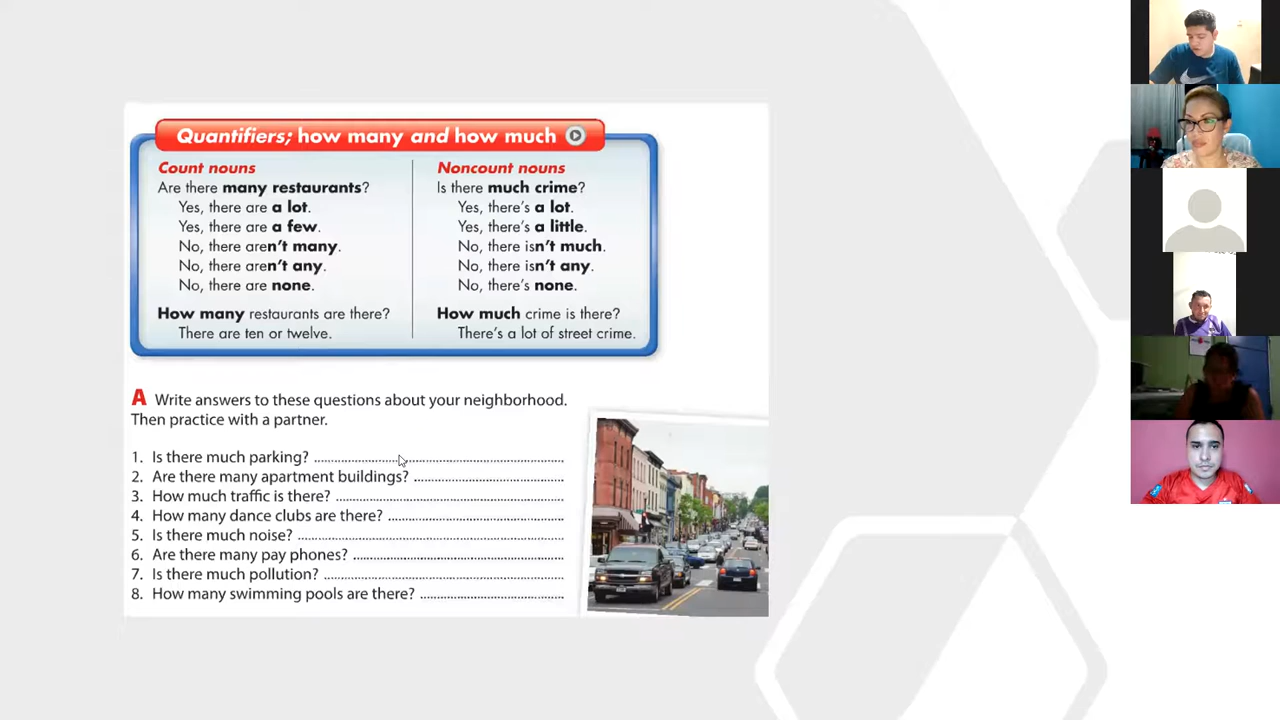 Quantifiers; how many and how much
Count nouns
Are there many restaurants?
Yes, there are a lot.
Yes, there are a few.
No, there aren't many.
No, there aren't any.
No, there are none.
How many restaurants are there?
There are ten or twelve.
Noncount nouns
Is there much crime?
Yes, there's a lot.
Yes, there's a little.
No, there isn't much.
No, there isn't any.
No, there's none.
How much crime is there?
There's a lot of street crime.
A Write answers to these questions about your neighborhood.
Then practice with a partner.
1. Is there much parking?
2. Are there many apartment buildings?
3. How much traffic is there?
4. How many dance clubs are there?
5. Is there much noise?
6. Are there many pay phones?
7. Is there much pollution?
8. How many swimming pools are there?